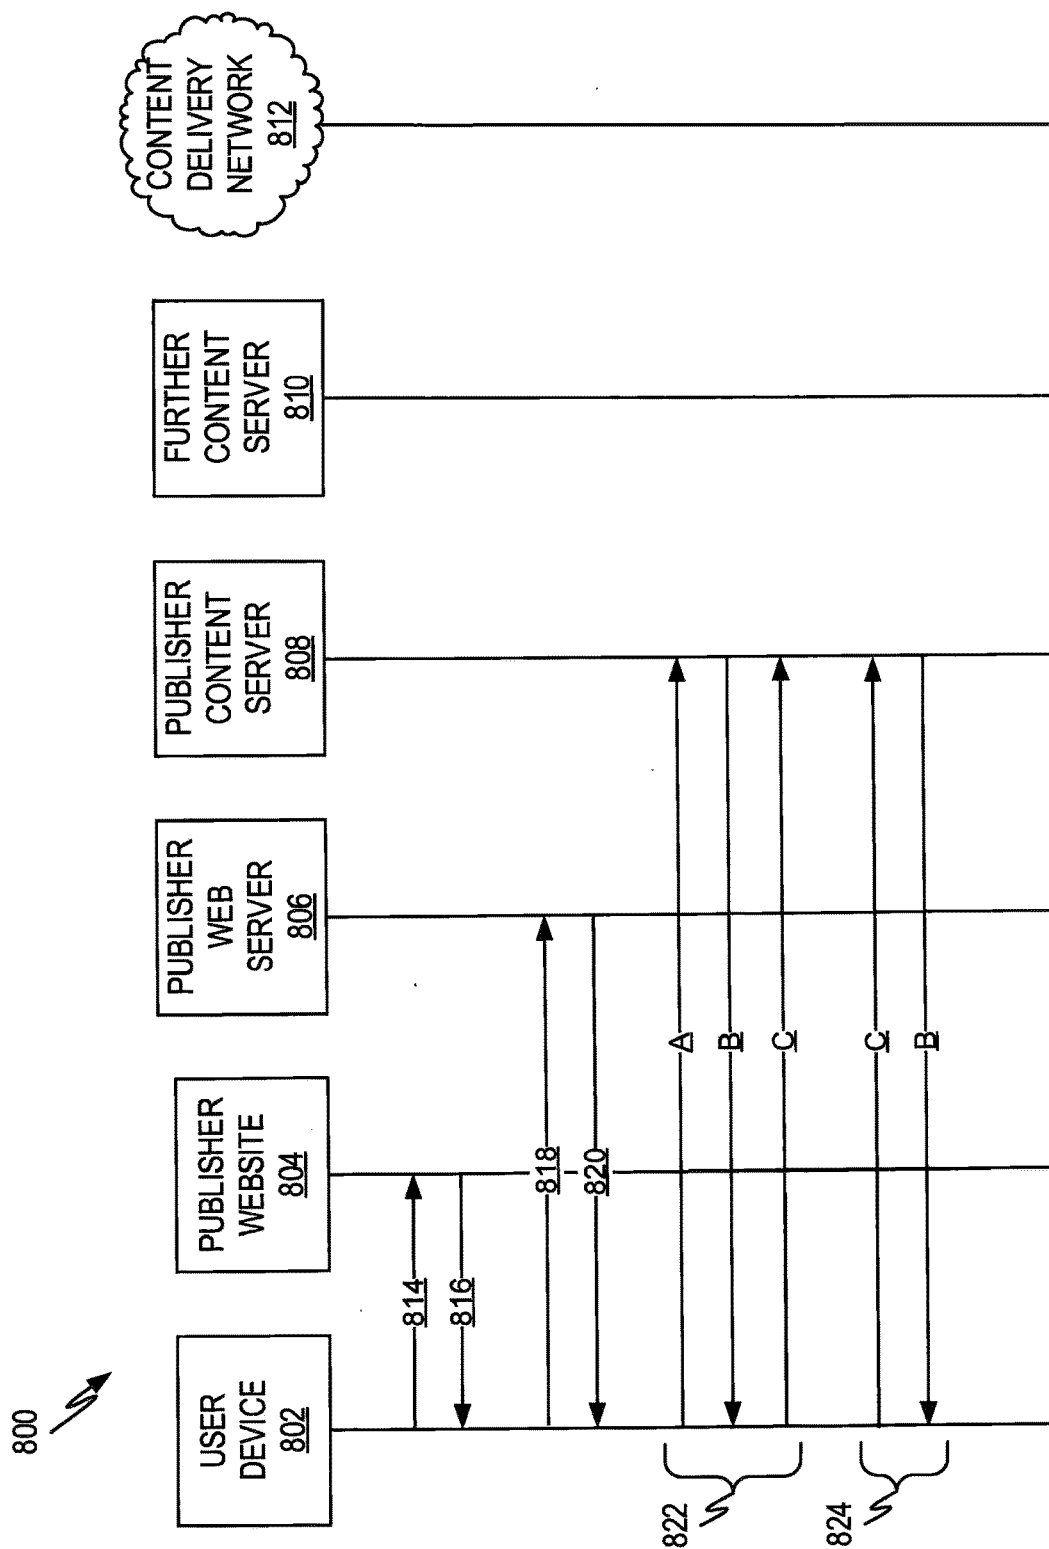 800
USER
DEVICE
802
PUBLISHER
WEBSITE
804
PUBLISHER
WEB
SERVER
806
PUBLISHER
CONTENT
SERVER
808
FURTHER
CONTENT
SERVER
810
CONTENT
DELIVERY
NETWORK
812
814
816
818
820
822
A
B
C
824
C
B